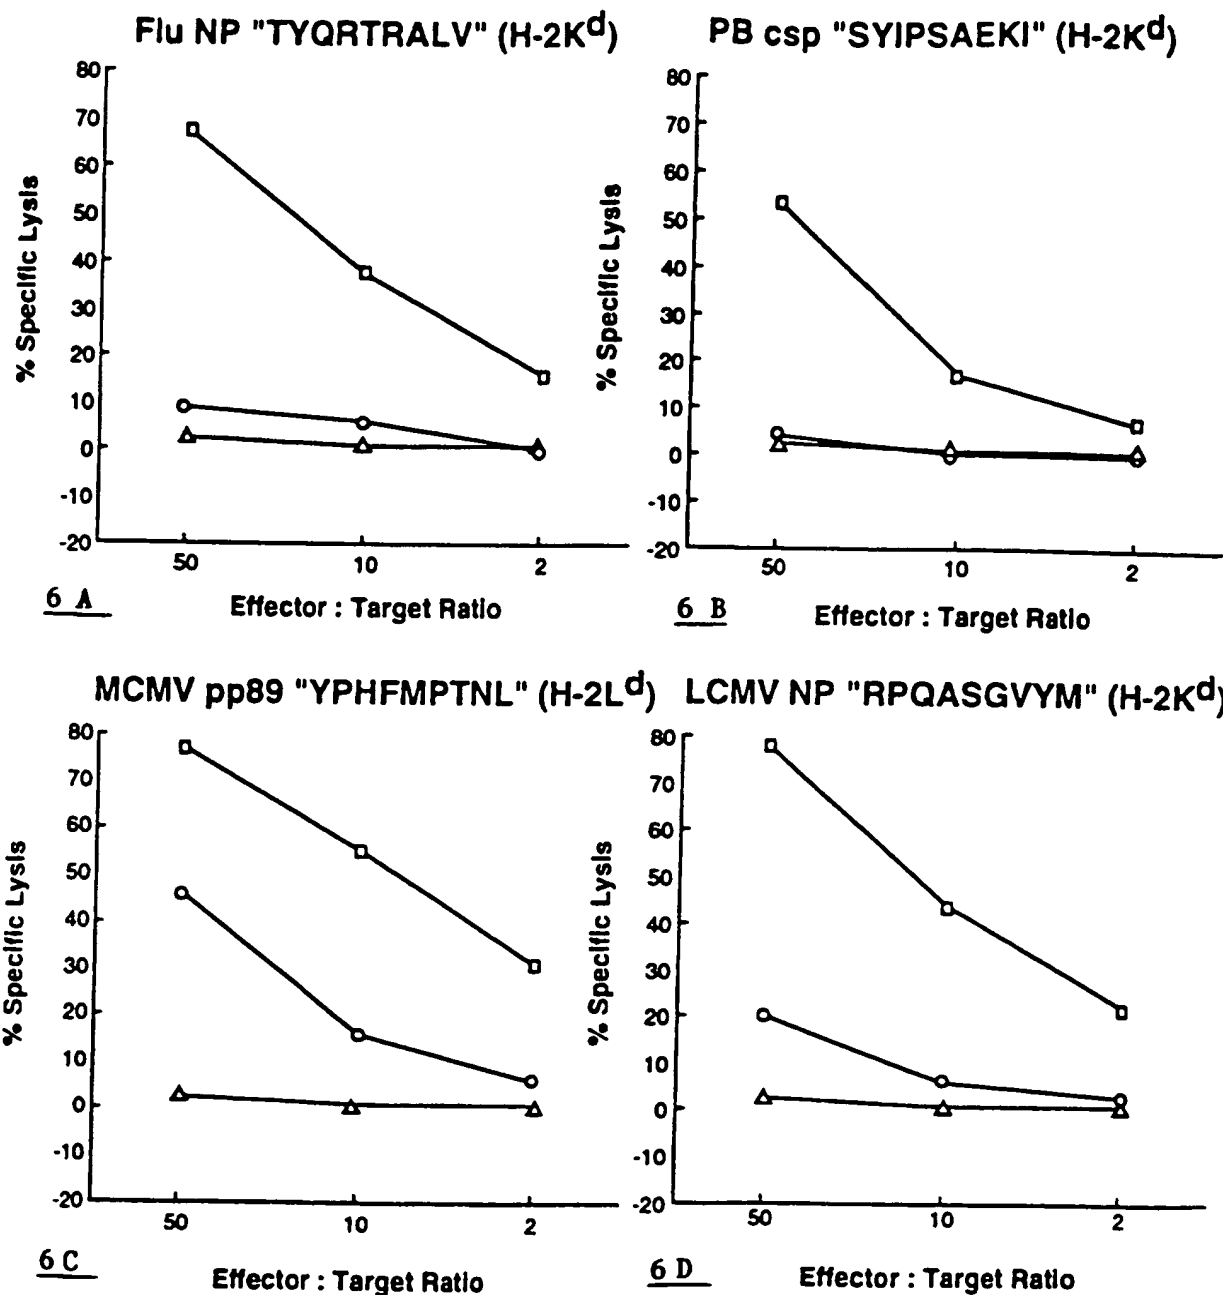 Flu NP "TYQRTRALV" (H-2Kd)
80
70
60
50
40
30
20
10
0
-10
-20
% Specific Lysis
50 10 2
6 A
Effector : Target Ratio
PB csp "SYIPSAEKI" (H-2Kd)
80
70
60
50
40
30
20
10
0
-10
-20
% Specific Lysis
50 10 2
6 B
Effector : Target Ratio
MCMV pp89 "YPHFMPTNL" (H-2Ld)
80
70
60
50
40
30
20
10
0
-10
-20
% Specific Lysis
50 10 2
6 C
Effector : Target Ratio
LCMV NP "RPQASGVYM" (H-2Kd)
80
70
60
50
40
30
20
10
0
-10
-20
% Specific Lysis
50 10 2
6 D
Effector : Target Ratio